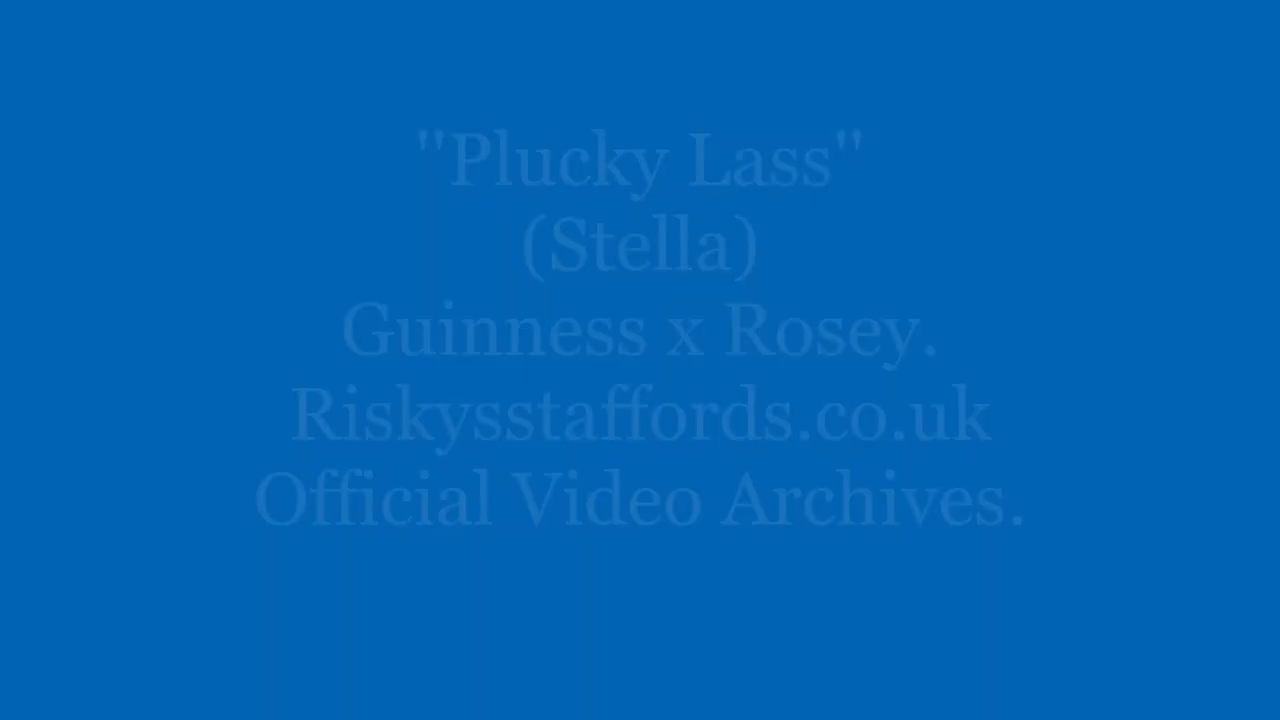 "Plucky Lass"
(Stella)
Guinness x Rosey.
Riskysstaffords.co.uk
Official Video Archives.